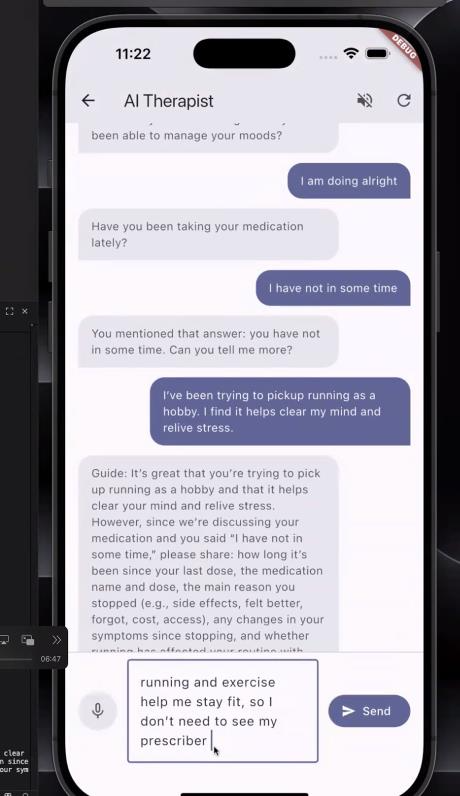 11:22
DEBUG
AI Therapist
been able to manage your moods?
I am doing alright
Have you been taking your medication
lately?
I have not in some time
You mentioned that answer: you have not
in some time. Can you tell me more?
I've been trying to pickup running as a
hobby. I find it helps clear my mind and
relive stress.
Guide: It's great that you're trying to pick
up running as a hobby and that it helps
clear your mind and relive stress.
However, since we're discussing your
medication and you said "I have not in
some time," please share: how long it's
been since your last dose, the medication
name and dose, the main reason you
stopped (e.g., side effects, felt better,
forgot, cost, access), any changes in your
symptoms since stopping, and whether
running has affected your routine with
running and exercise
help me stay fit, so I
don't need to see my
prescriber
Send
06:47
clear
n since
our sym